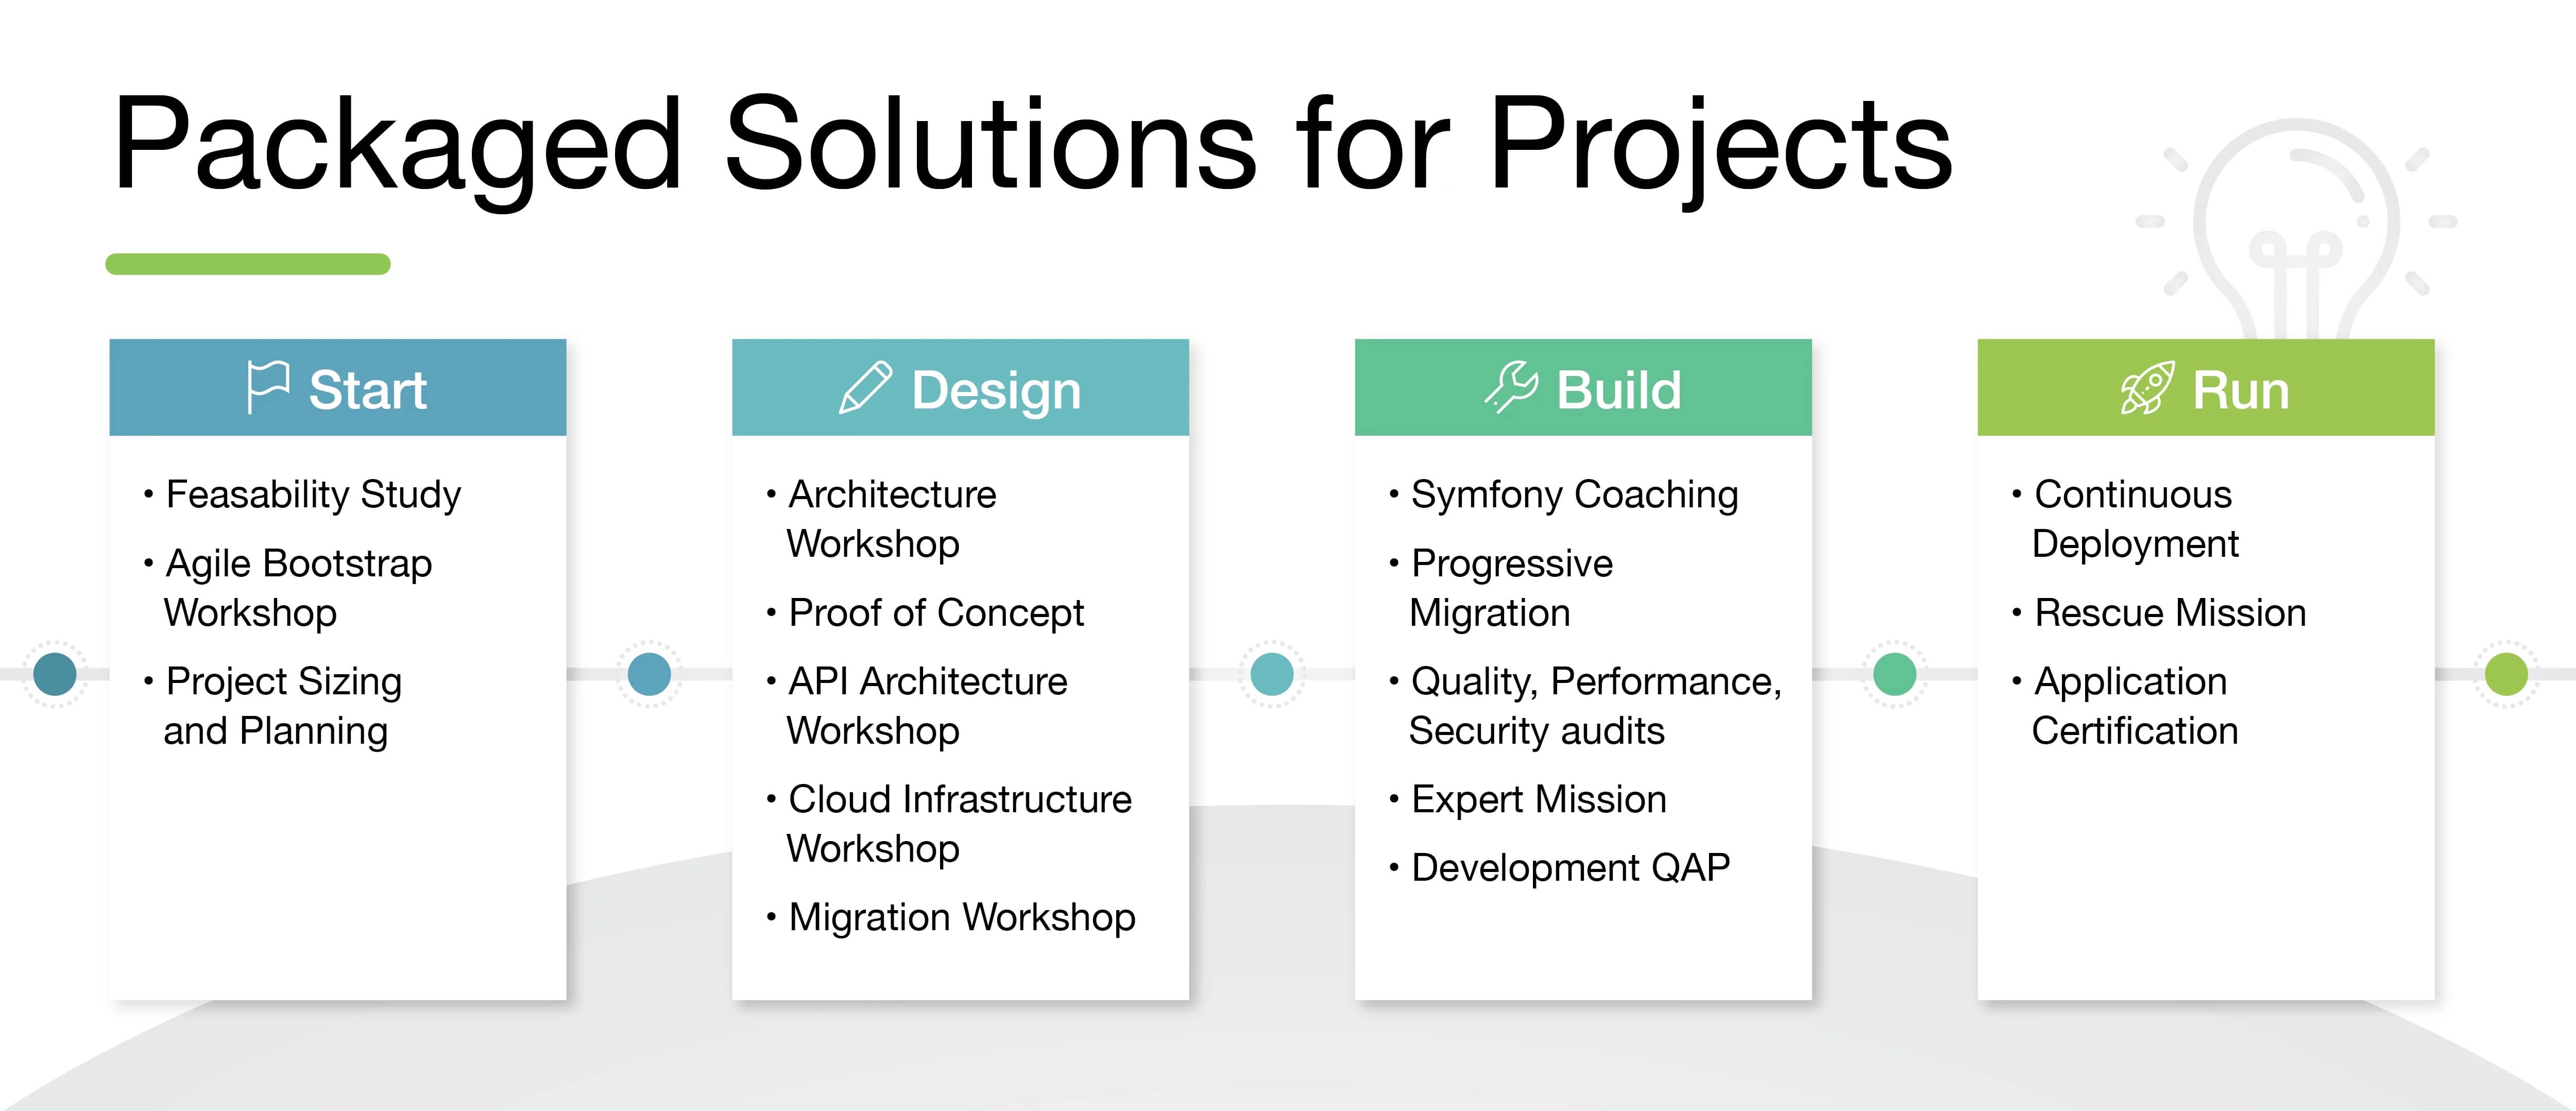 Packaged Solutions for Projects
Start
• Feasability Study
• Agile Bootstrap
Workshop
• Project Sizing
and Planning
Design
• Architecture
Workshop
• Proof of Concept
• API Architecture
Workshop
• Cloud Infrastructure
Workshop
• Migration Workshop
Build
• Symfony Coaching
• Progressive
Migration
• Quality, Performance,
Security audits
• Expert Mission
• Development QAP
Run
• Continuous
Deployment
• Rescue Mission
• Application
Certification